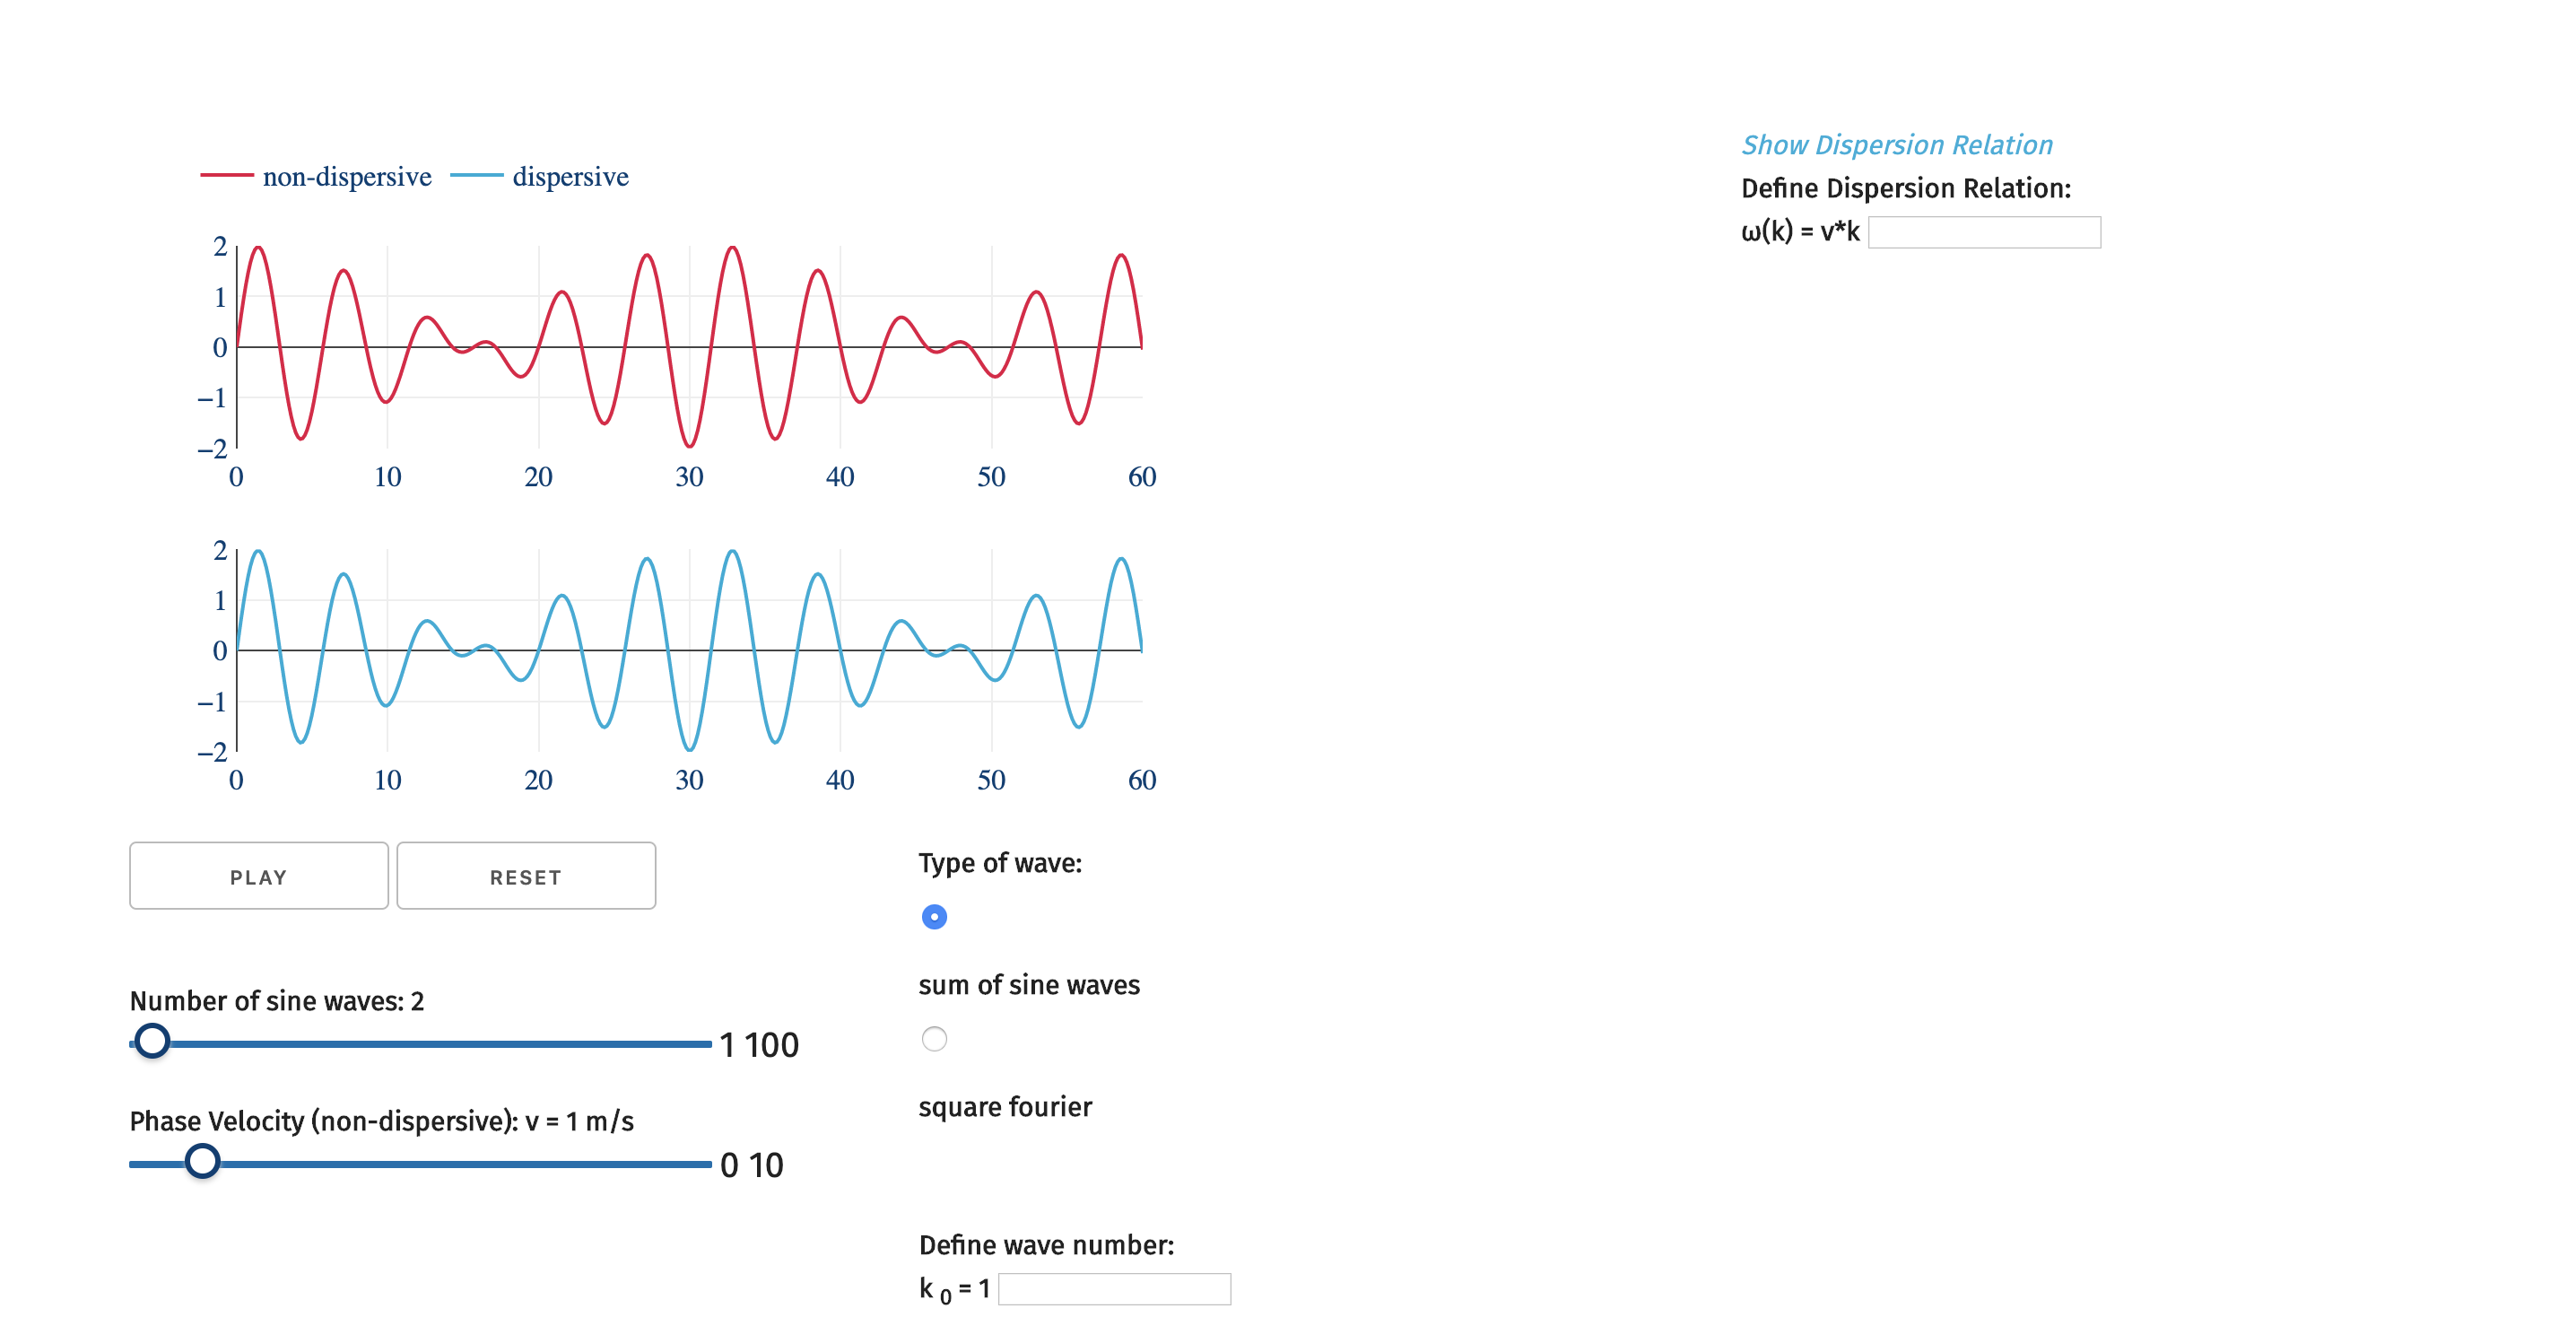 Show Dispersion Relation
Define Dispersion Relation:
ω(k) = v*k
non-dispersive dispersive
2
1
0
−1
−2
0 10 20 30 40 50 60
2
1
0
−1
−2
0 10 20 30 40 50 60
PLAY RESET
Number of sine waves: 2
1 100
Phase Velocity (non-dispersive): v = 1 m/s
0 10
Type of wave:
sum of sine waves
square fourier
Define wave number:
k 0 = 1